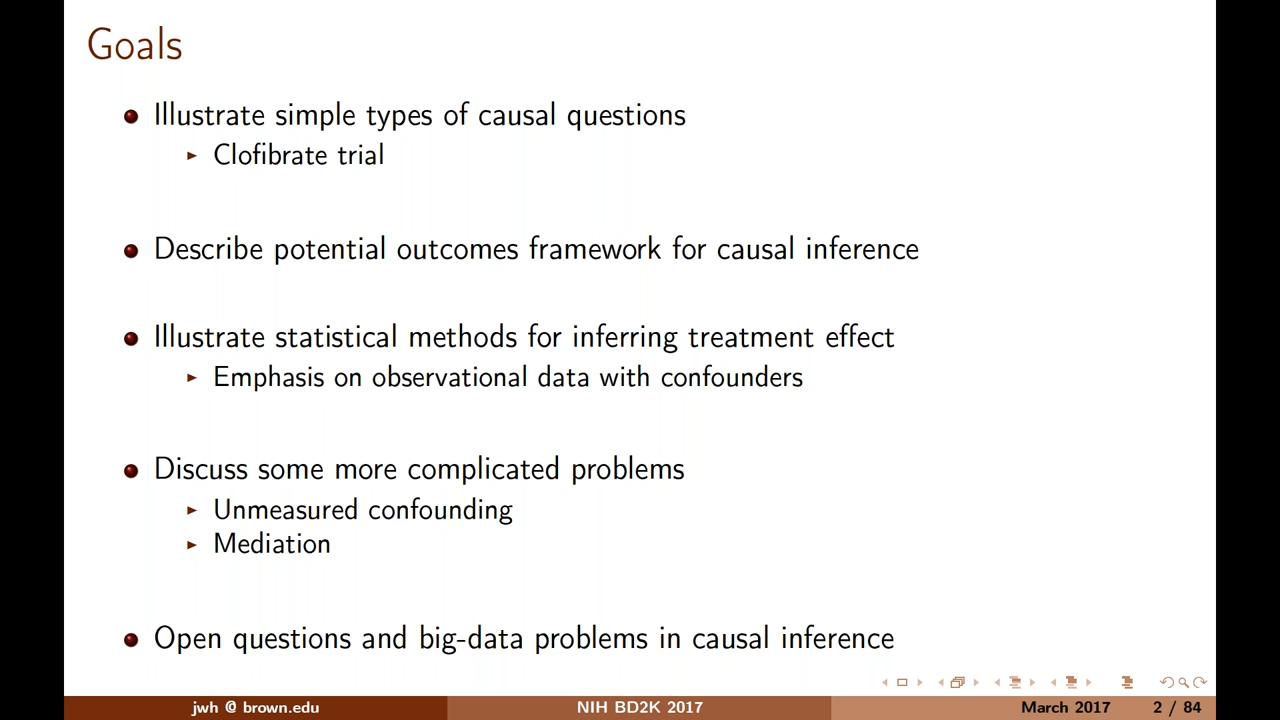 Goals
Illustrate simple types of causal questions
Clofibrate trial
Describe potential outcomes framework for causal inference
Illustrate statistical methods for inferring treatment effect
Emphasis on observational data with confounders
Discuss some more complicated problems
Unmeasured confounding
Mediation
Open questions and big-data problems in causal inference
jwh @ brown.edu NIH BD2K 2017 March 2017 2 / 84